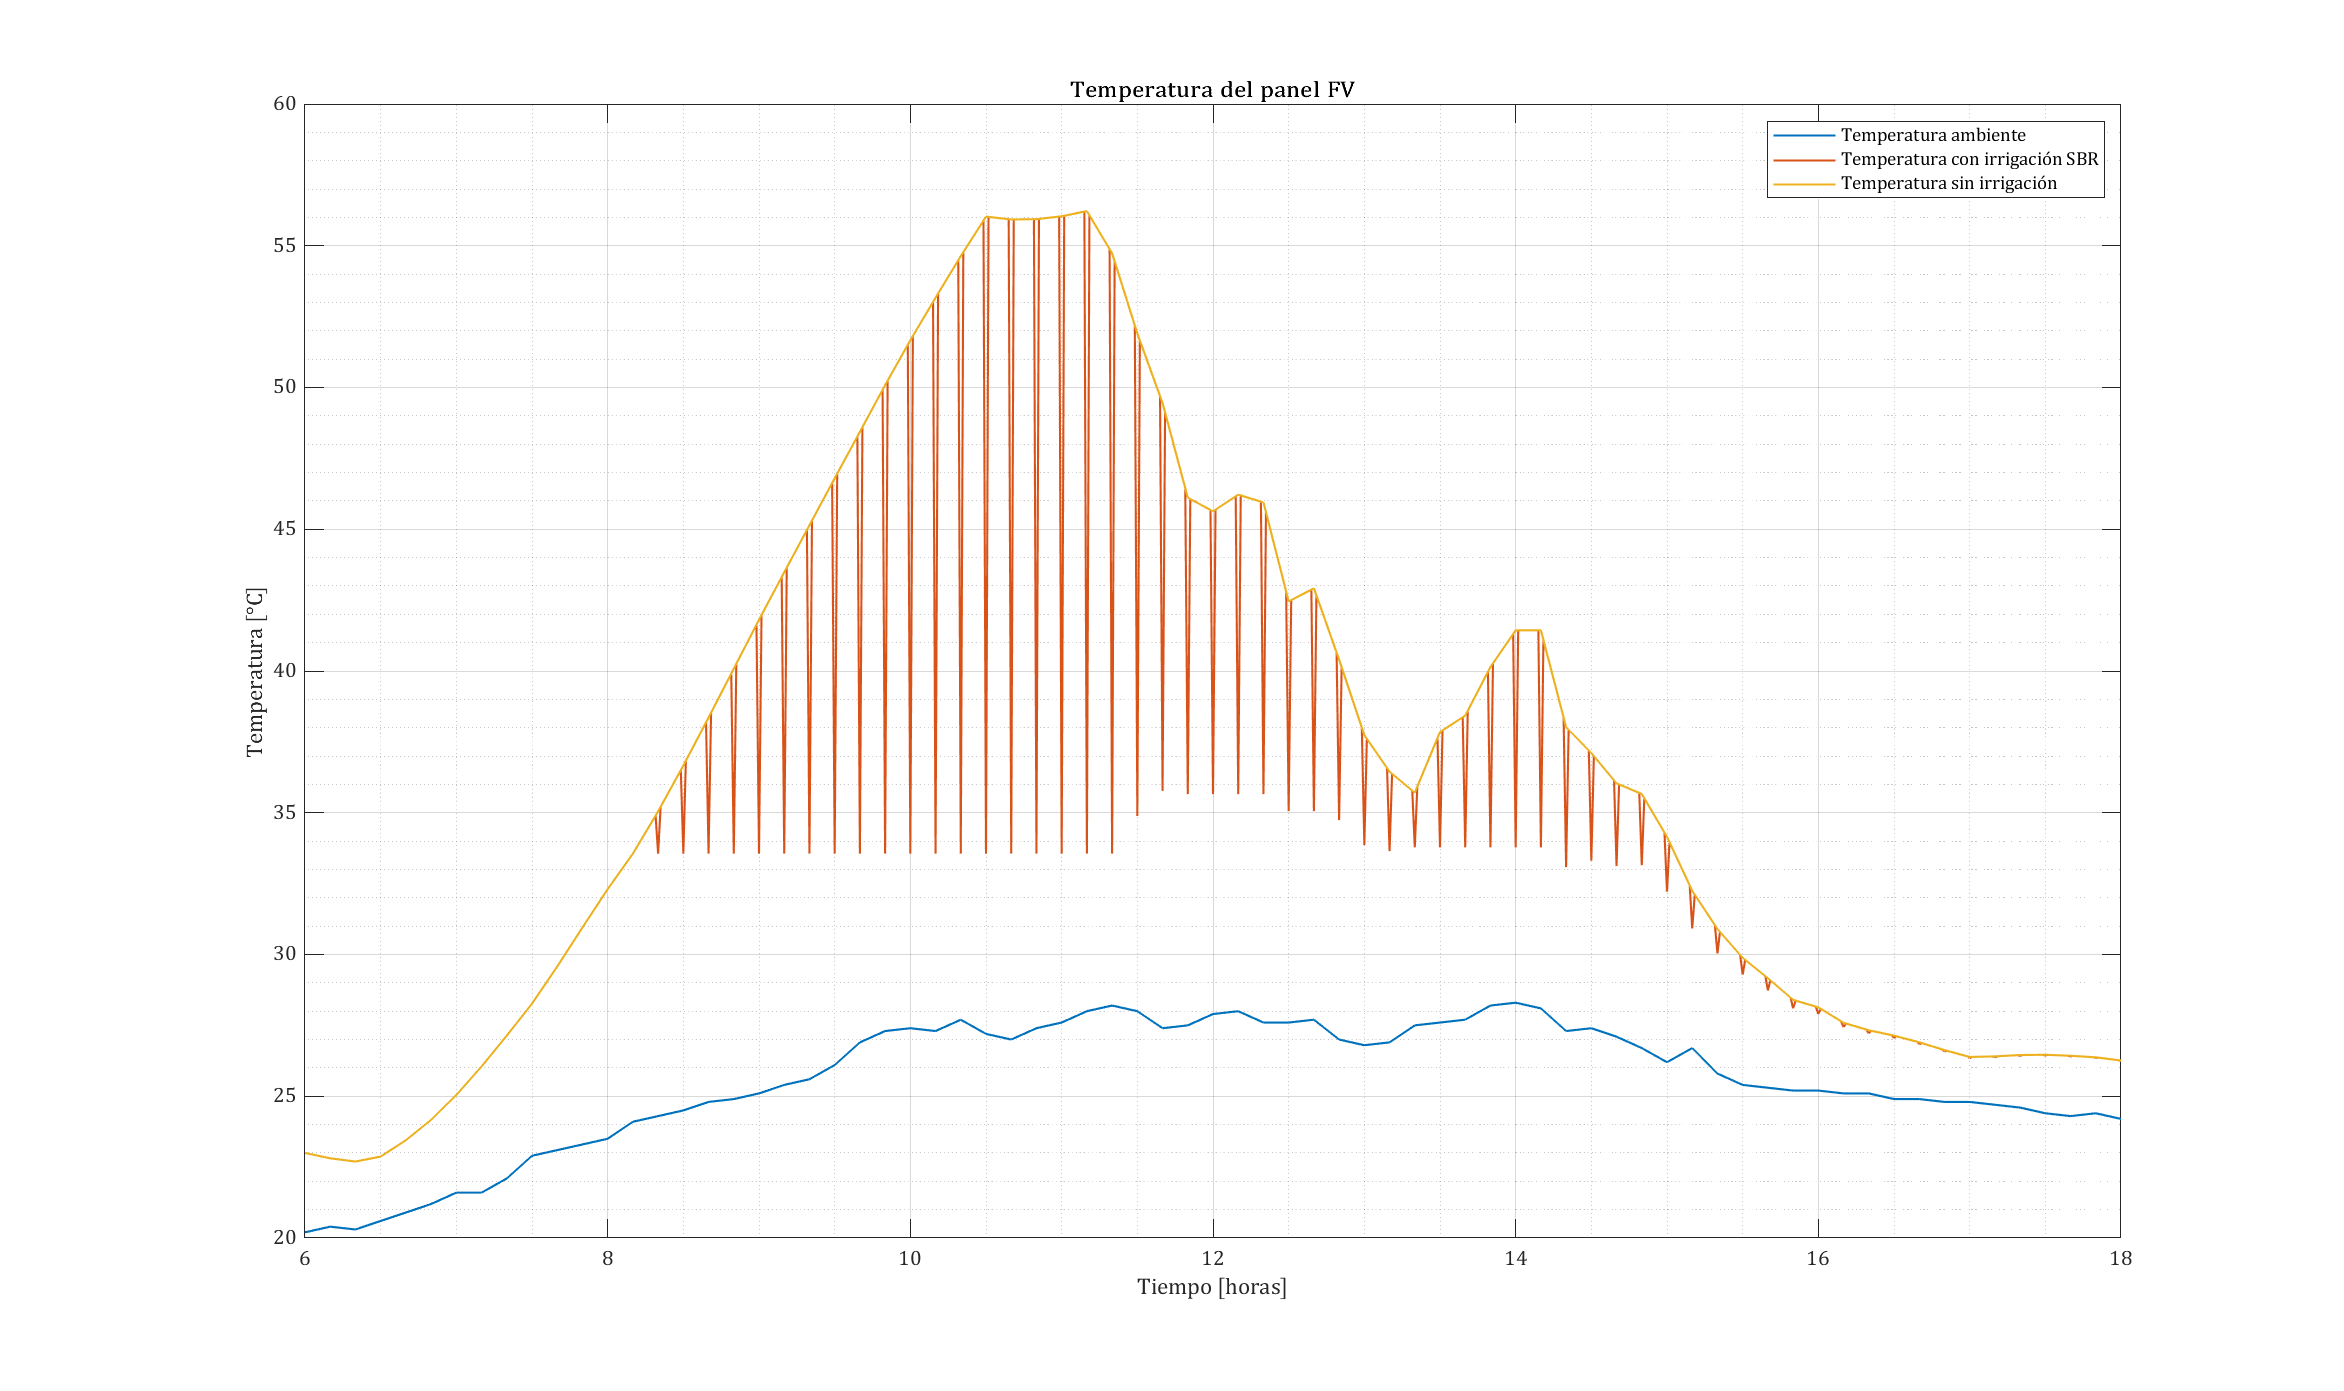 Temperatura del panel FV
60
55
50
45
40
35
30
25
20
Temperatura [°C]
Temperatura ambiente
Temperatura con irrigación SBR
Temperatura sin irrigación
6 8 10 12 14 16 18
Tiempo [horas]